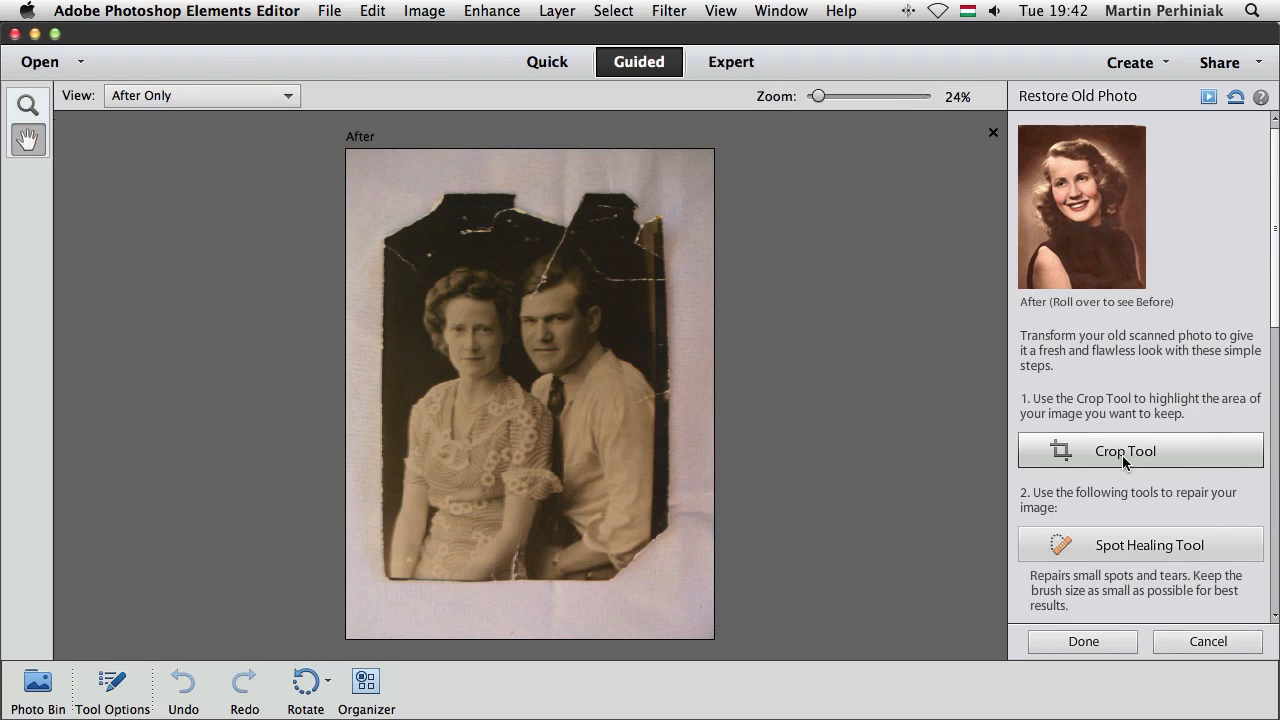 Adobe Photoshop Elements Editor File Edit Image Enhance Layer Select Filter View Window Help Tue 19:42 Martin Perhiniak
Open Quick Guided Expert Create Share
View: After Only Zoom: 24% Restore Old Photo
After
After (Roll over to see Before)
Transform your old scanned photo to give
it a fresh and flawless look with these simple
steps.
1. Use the Crop Tool to highlight the area of
your image you want to keep.
Crop Tool
2. Use the following tools to repair your
image:
Spot Healing Tool
Repairs small spots and tears. Keep the
brush size as small as possible for best
results.
Done Cancel
Photo Bin Tool Options Undo Redo Rotate Organizer